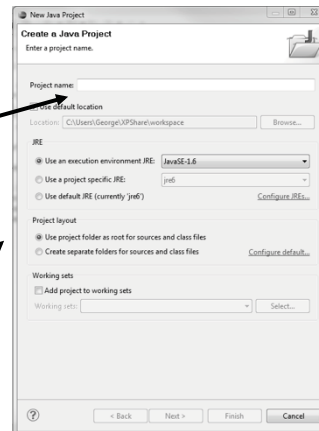 New Java Project
Create a Java Project
Enter a project name.
Project name:
Use default location
Location: C:\Users\George\XPShare\workspace Browse...
JRE
Use an execution environment JRE: JavaSE-1.6
Use a project specific JRE: jre6
Use default JRE (currently 'jre6') Configure JREs...
Project layout
Use project folder as root for sources and class files
Create separate folders for sources and class files Configure default...
Working sets
Add project to working sets
Working sets: Select...
? < Back Next > Finish Cancel